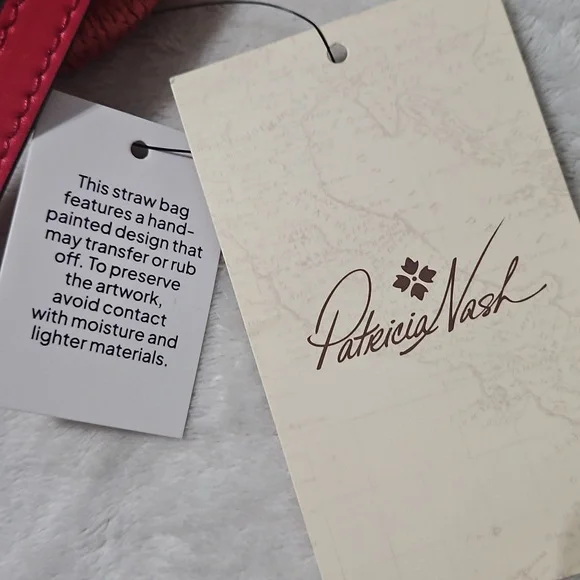 This straw bag
features a hand-
painted design that
may transfer or rub
off. To preserve
the artwork,
avoid contact
with moisture and
lighter materials.
Patricia Nash